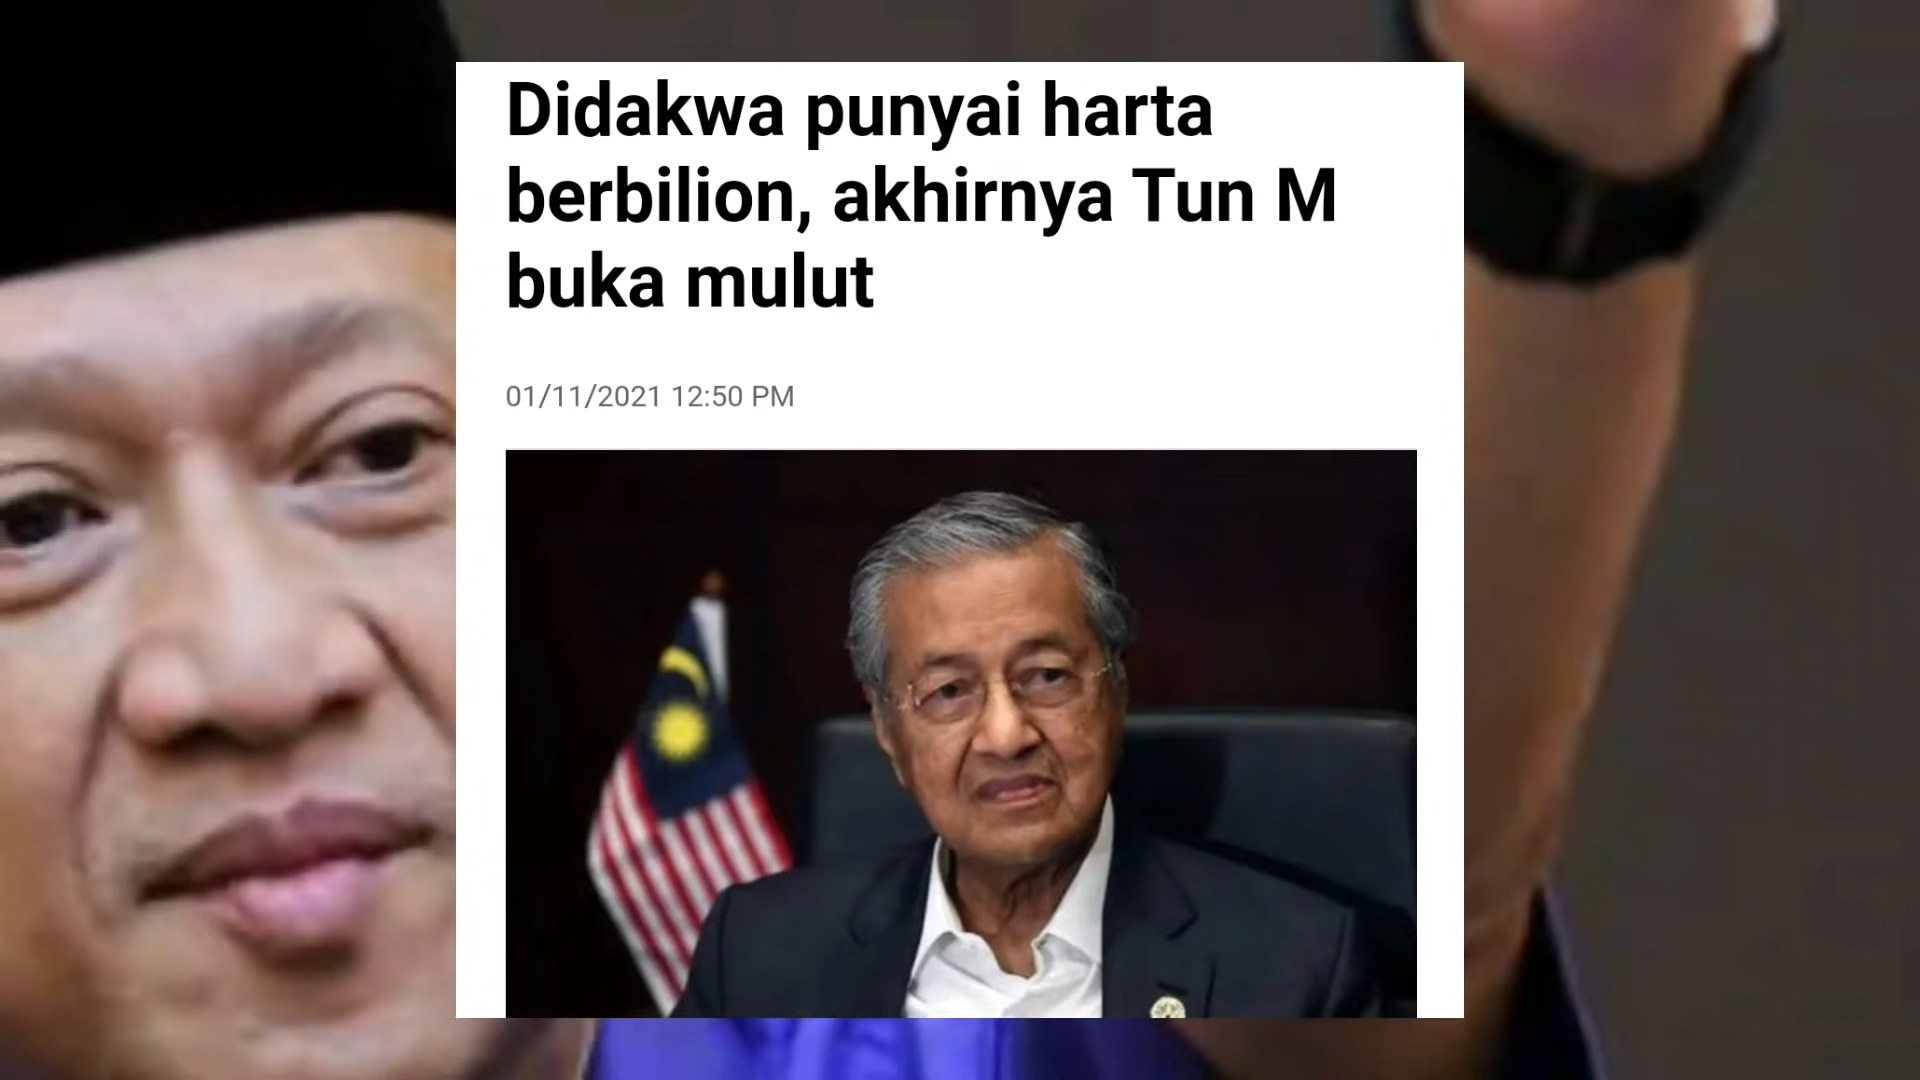 Didakwa punyai harta
berbilion, akhirnya Tun M
buka mulut
01/11/2021 12:50 PM